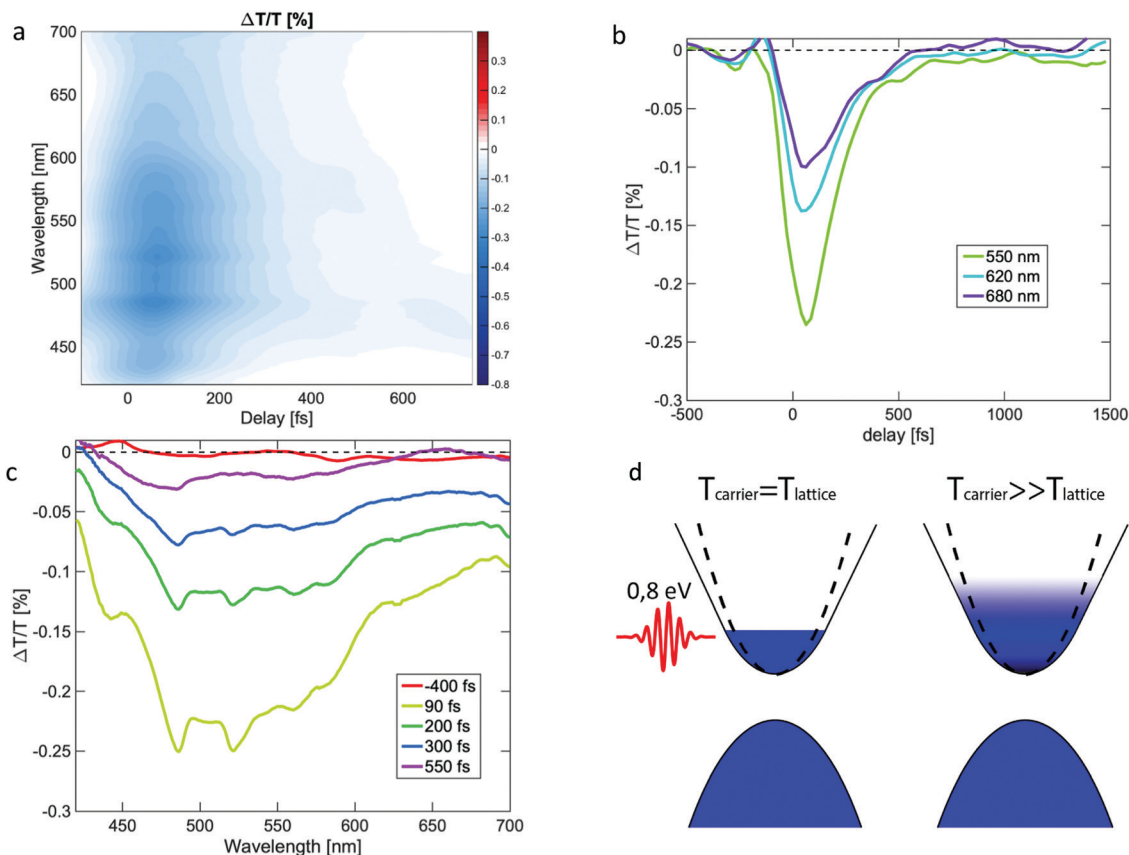 a
ΔT/T [%]
700
650
600
550
500
450
Wavelength [nm]
0
200
400
600
Delay [fs]
0.3
0.2
0.1
0
-0.1
-0.2
-0.3
-0.4
-0.5
-0.6
-0.7
-0.8
b
0
-0.05
-0.1
-0.15
-0.2
-0.25
-0.3
ΔT/T [%]
550 nm
620 nm
680 nm
-500
0
500
1000
1500
delay [fs]
c
0
-0.05
-0.1
-0.15
-0.2
-0.25
-0.3
ΔT/T [%]
-400 fs
90 fs
200 fs
300 fs
550 fs
450
500
550
600
650
700
Wavelength [nm]
d
Tcarrier=Tlattice
Tcarrier>>Tlattice
0,8 eV